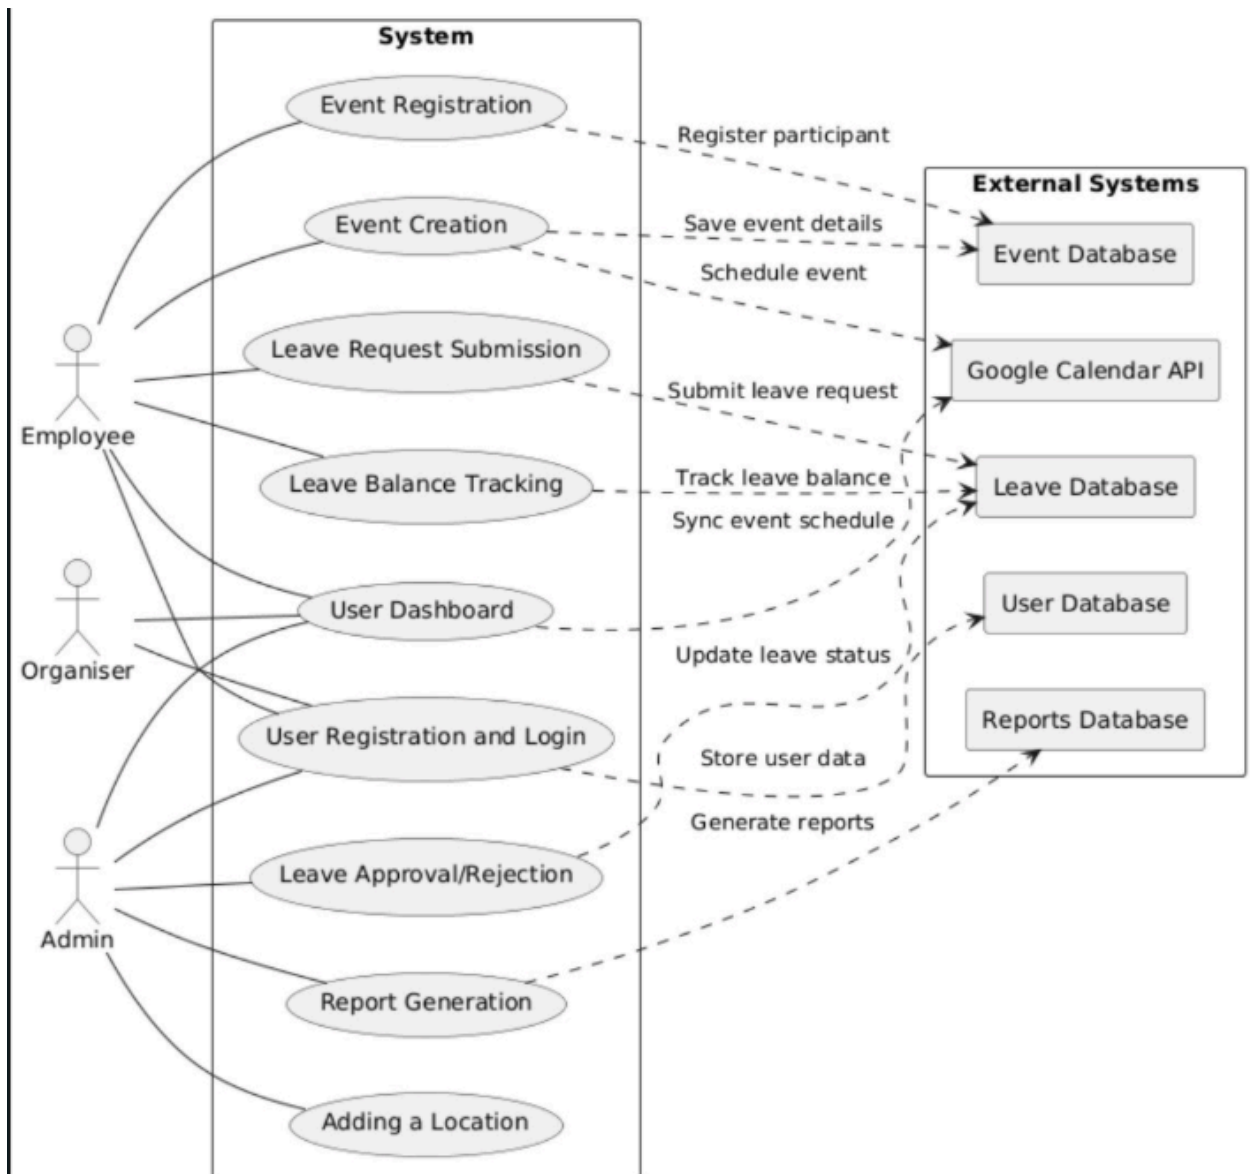 System
Event Registration
Register participant
External Systems
Event Creation
Save event details
Event Database
Schedule event
Leave Request Submission
Google Calendar API
Submit leave request
Employee
Leave Balance Tracking
Track leave balance
Leave Database
Sync event schedule
User Dashboard
User Database
Organiser
Update leave status
Reports Database
User Registration and Login
Store user data
Generate reports
Leave Approval/Rejection
Admin
Report Generation
Adding a Location